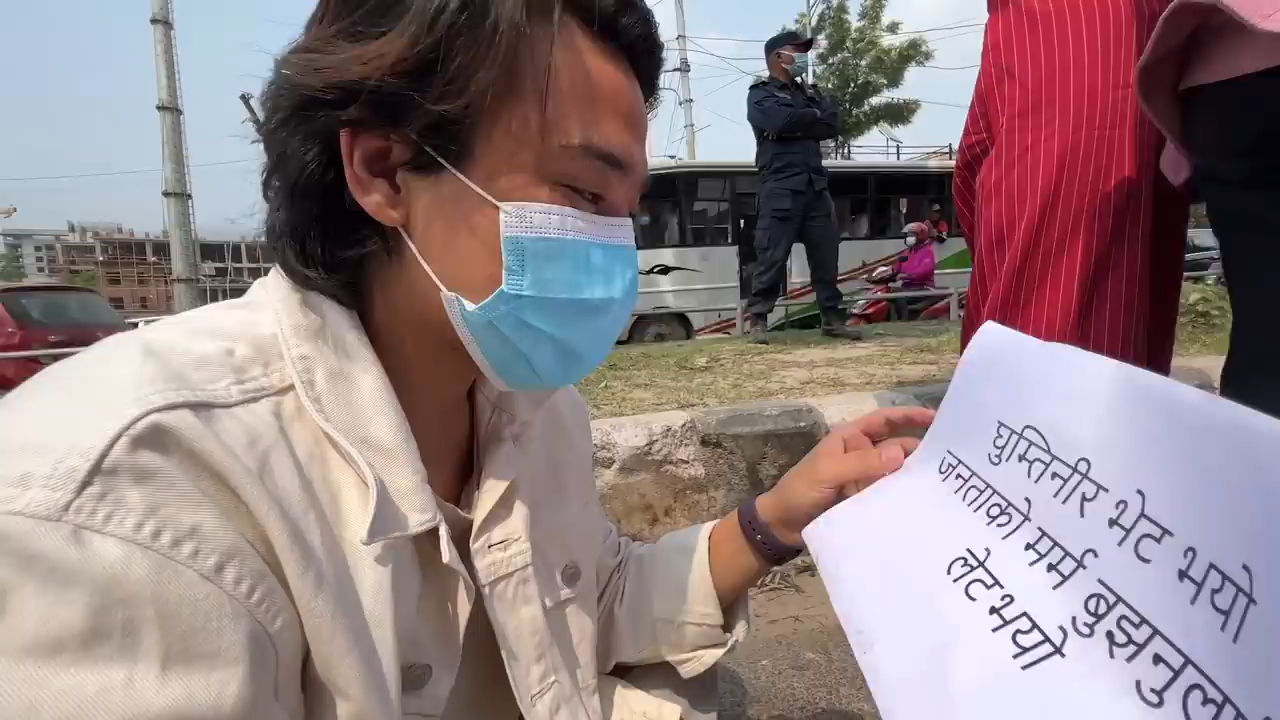 घुम्तिनीर भेट भयो
जनताको मर्म बुझ्नु
लेट भयो